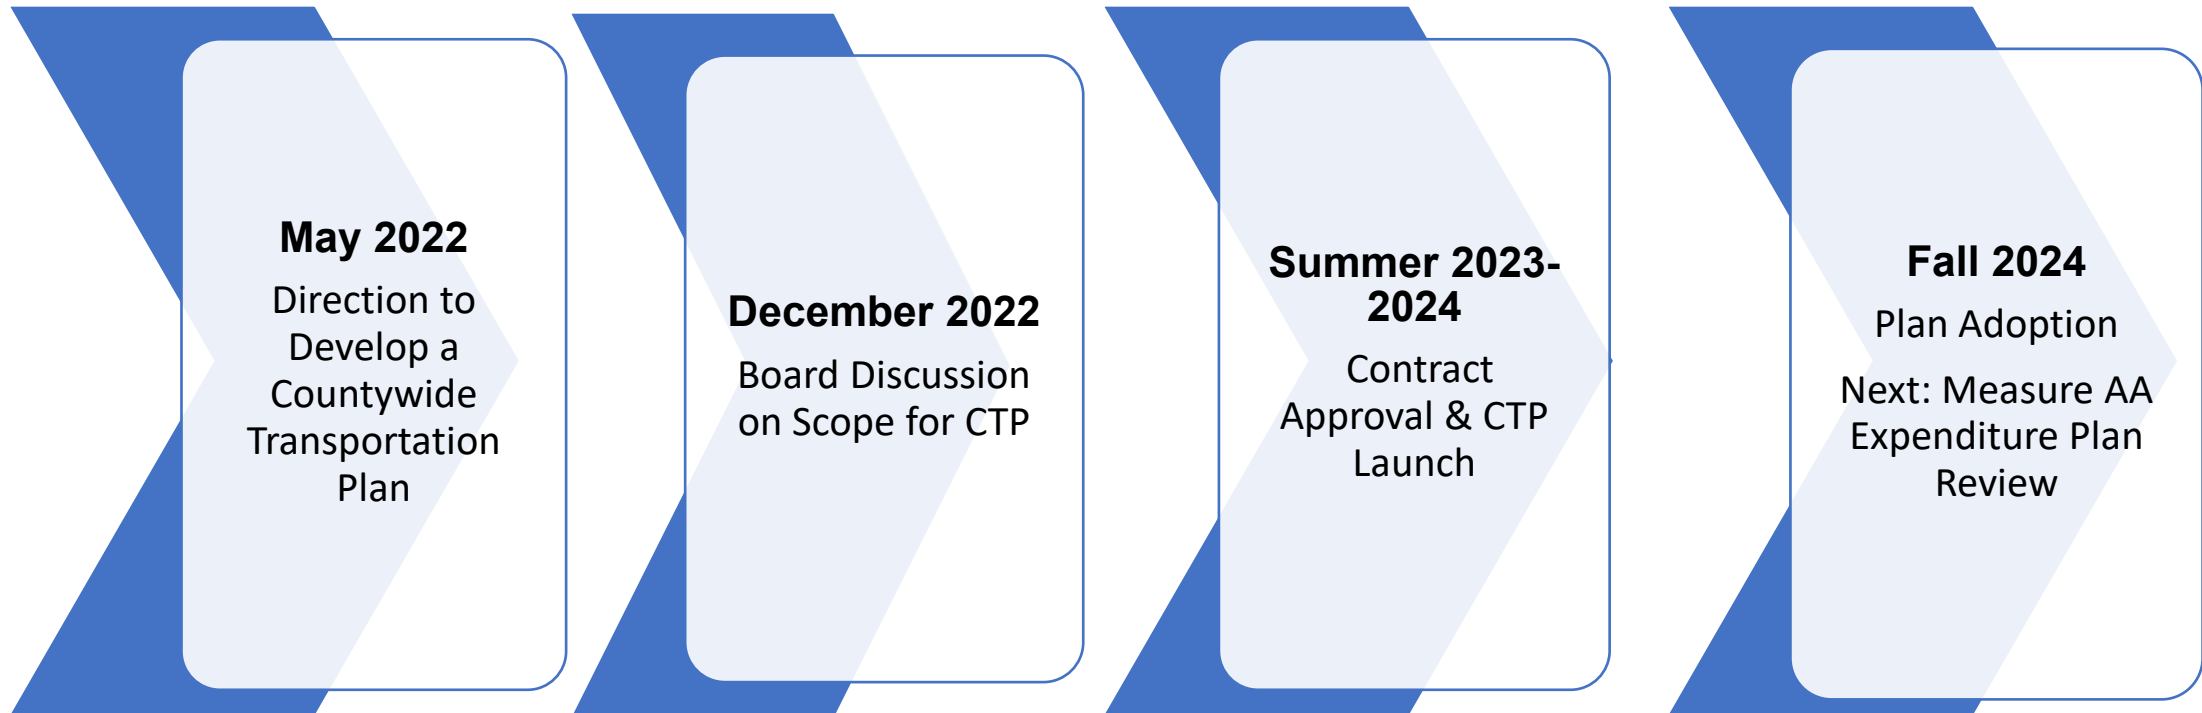 May 2022
Direction to
Develop a
Countywide
Transportation
Plan
December 2022
Board Discussion
on Scope for CTP
Summer 2023-
2024
Contract
Approval & CTP
Launch
Fall 2024
Plan Adoption
Next: Measure AA
Expenditure Plan
Review